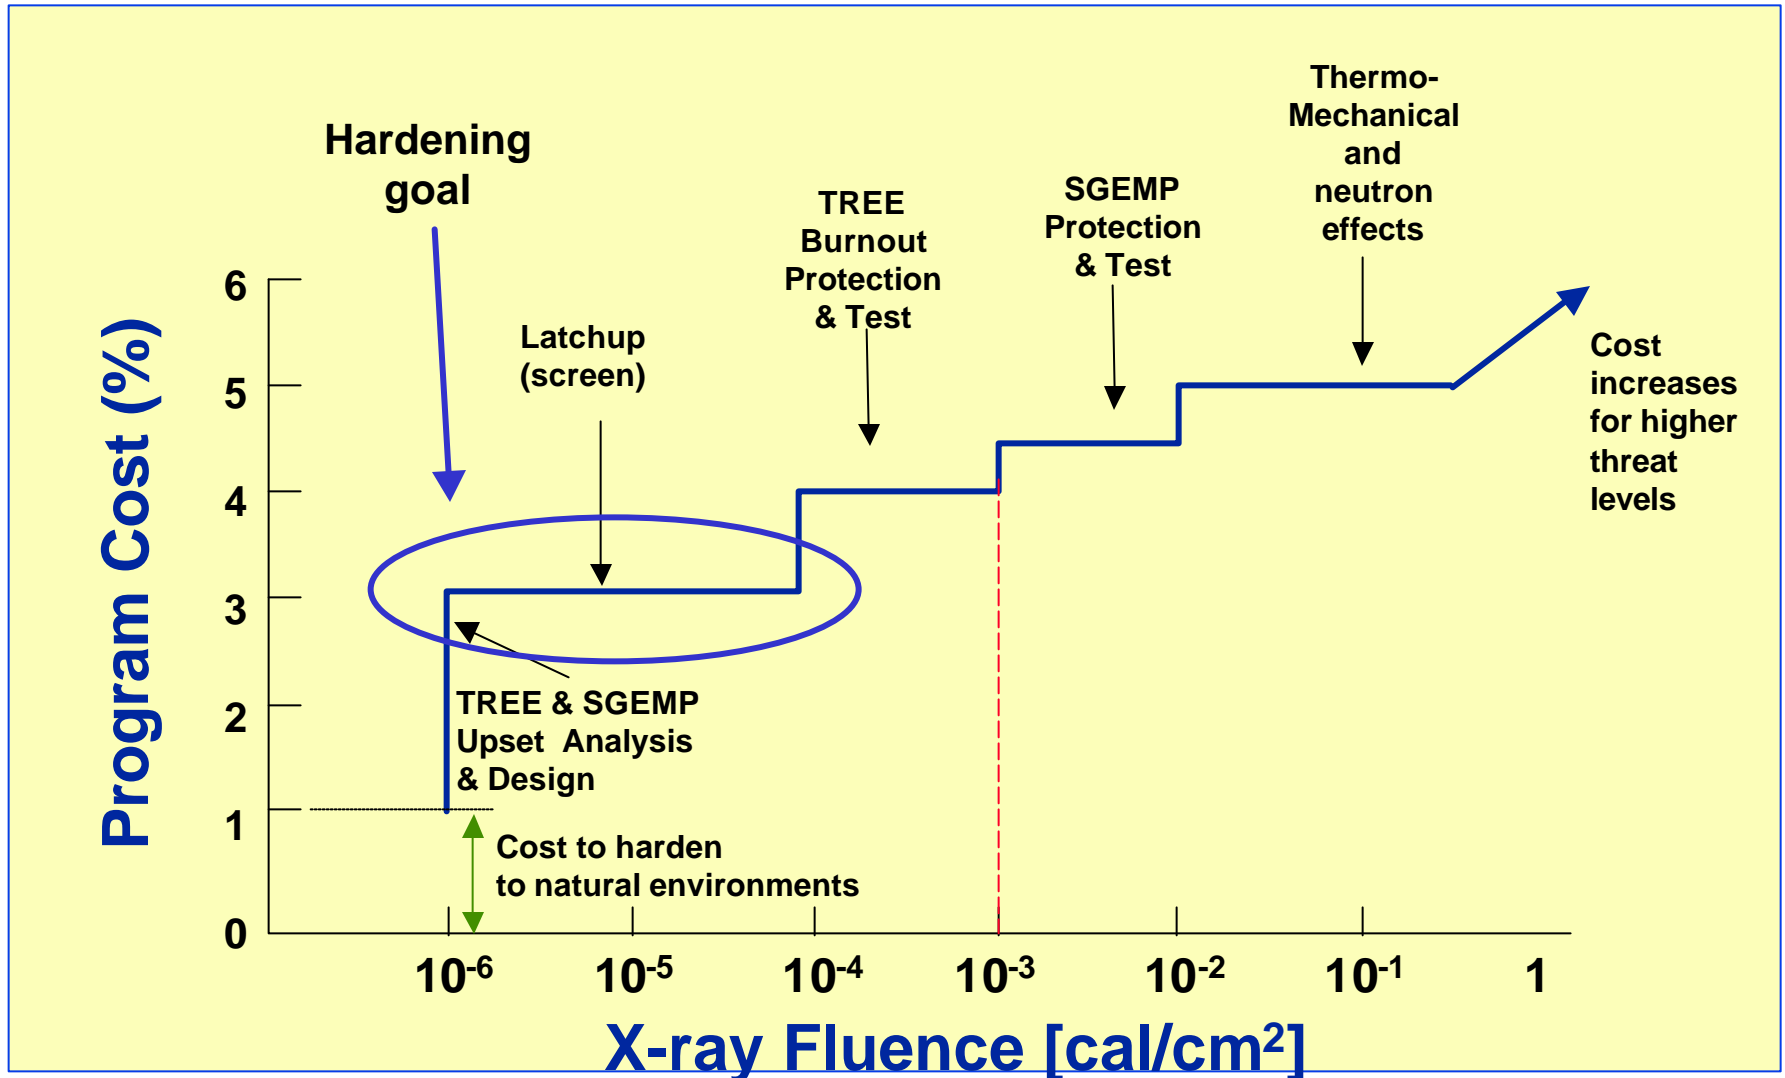 Hardening
goal
Latchup
(screen)
TREE
Burnout
Protection
& Test
SGEMP
Protection
& Test
Thermo-
Mechanical
and
neutron
effects
Cost
increases
for higher
threat
levels
TREE & SGEMP
Upset Analysis
& Design
Cost to harden
to natural environments
Program Cost (%)
6
5
4
3
2
1
0
10⁻⁶ 10⁻⁵ 10⁻⁴ 10⁻³ 10⁻² 10⁻¹ 1
X-ray Fluence [cal/cm²]